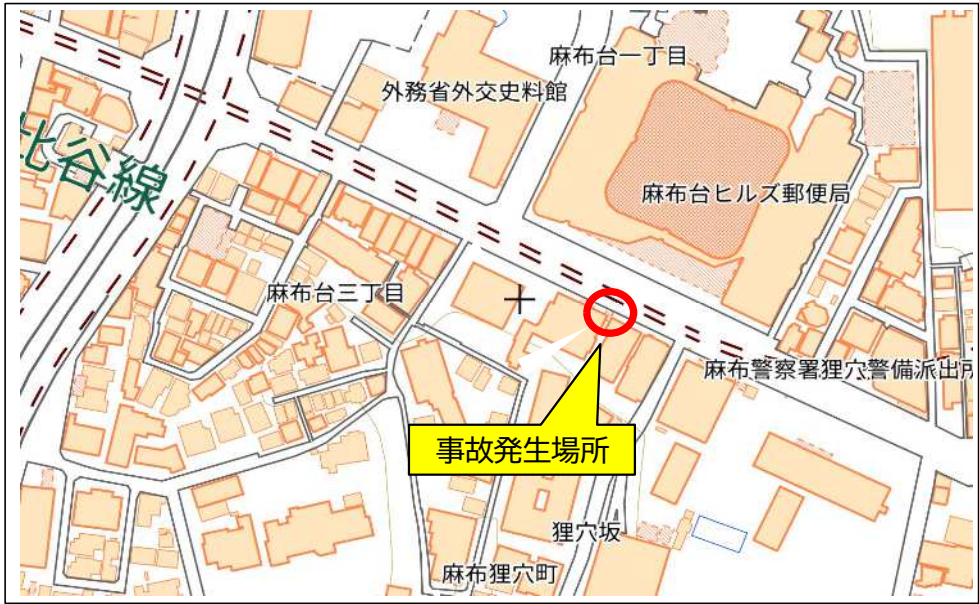 麻布台一丁目
外務省外交史料館
比谷線
麻布台ヒルズ郵便局
麻布台三丁目
麻布警察署狸穴警備派出所
事故発生場所
狸穴坂
麻布狸穴町